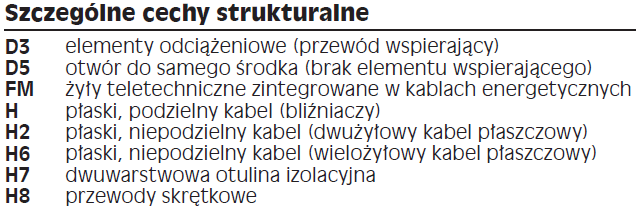 Szczególne cechy strukturalne
D3 elementy odciążeniowe (przewód wspierający)
D5 otwór do samego środka (brak elementu wspierającego)
FM żyły teletechniczne zintegrowane w kablach energetycznych
H płaski, podzielny kabel (bliźniaczy)
H2 płaski, niepodzielny kabel (dwużyłowy kabel płaszczowy)
H6 płaski, niepodzielny kabel (wielożyłowy kabel płaszczowy)
H7 dwuwarstwowa otulina izolacyjna
H8 przewody skrętkowe